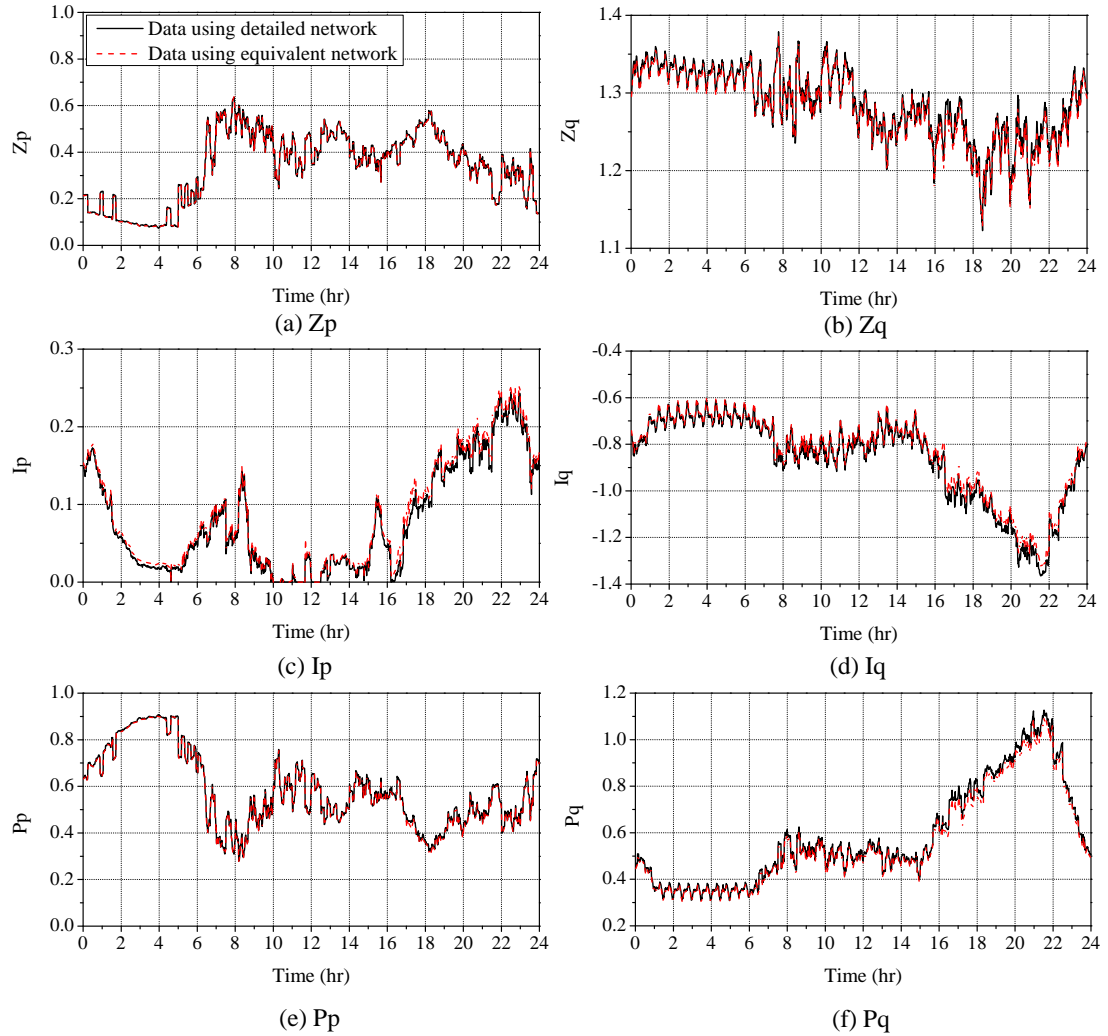 Data using detailed network
Data using equivalent network
1.0
0.8
0.6
0.4
0.2
0.0
Zp
0 2 4 6 8 10 12 14 16 18 20 22 24
Time (hr)
(a) Zp
1.4
1.3
1.2
1.1
Zq
0 2 4 6 8 10 12 14 16 18 20 22 24
Time (hr)
(b) Zq
0.3
0.2
0.1
0.0
Ip
0 2 4 6 8 10 12 14 16 18 20 22 24
Time (hr)
(c) Ip
-0.4
-0.6
-0.8
-1.0
-1.2
-1.4
Iq
0 2 4 6 8 10 12 14 16 18 20 22 24
Time (hr)
(d) Iq
1.0
0.8
0.6
0.4
0.2
0.0
Pp
0 2 4 6 8 10 12 14 16 18 20 22 24
Time (hr)
(e) Pp
1.2
1.0
0.8
0.6
0.4
0.2
Pq
0 2 4 6 8 10 12 14 16 18 20 22 24
Time (hr)
(f) Pq